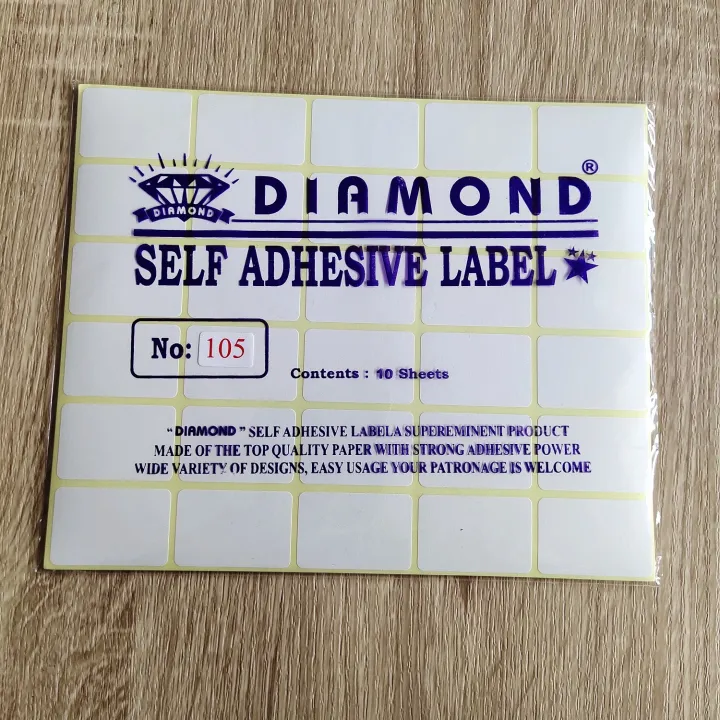 DIAMOND
DIAMOND ®
SELF ADHESIVE LABEL
No: 105
Contents : 10 Sheets
"DIAMOND" SELF ADHESIVE LABELA SUPEREMINENT PRODUCT
MADE OF THE TOP QUALITY PAPER WITH STRONG ADHESIVE POWER
WIDE VARIETY OF DESIGNS, EASY USAGE YOUR PATRONAGE IS WELCOME